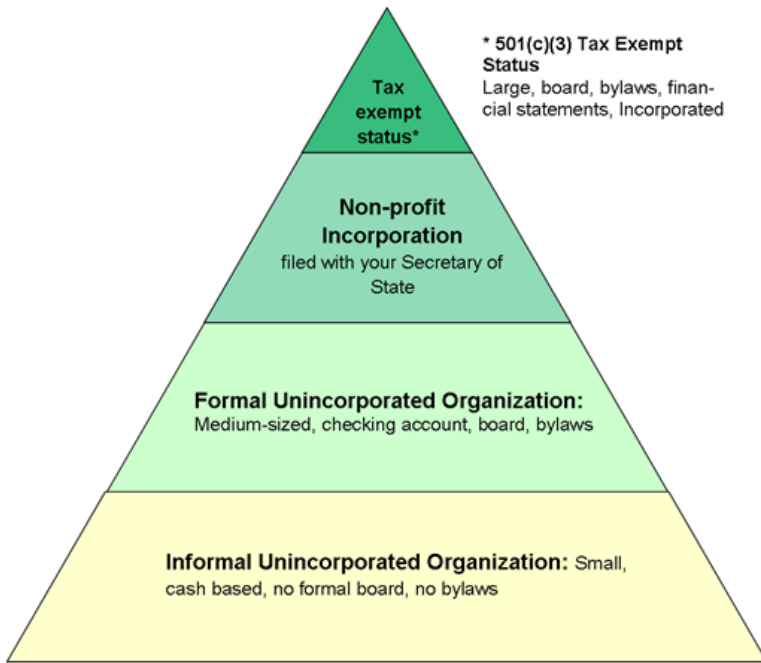 * 501(c)(3) Tax Exempt
Status
Large, board, bylaws, finan-
cial statements, Incorporated
Tax
exempt
status*
Non-profit
Incorporation
filed with your Secretary of
State
Formal Unincorporated Organization:
Medium-sized, checking account, board, bylaws
Informal Unincorporated Organization: Small,
cash based, no formal board, no bylaws